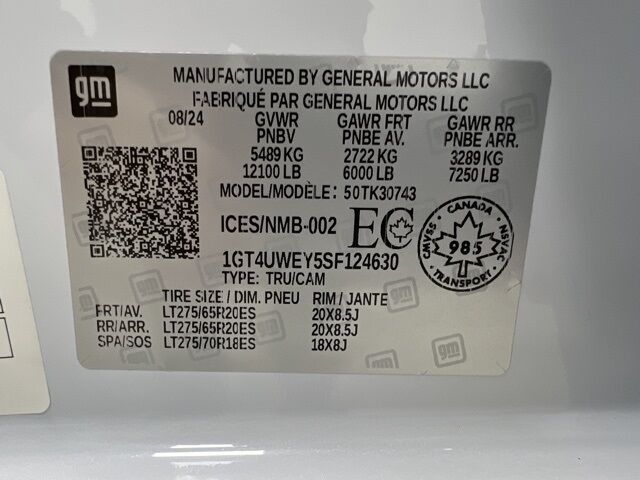 gm
MANUFACTURED BY GENERAL MOTORS LLC
FABRIQUÉ PAR GENERAL MOTORS LLC
08/24 GVWR GAWR FRT GAWR RR
PNBV PNBE AV. PNBE ARR.
5489 KG 2722 KG 3289 KG
12100 LB 6000 LB 7250 LB
MODEL/MODÈLE: 50TK30743
ICES/NMB-002 EC
CANADA
CMVSS 985 NSVAC
TRANSPORT
1GT4UWEY5SF124630
TYPE: TRU/CAM
TIRE SIZE / DIM. PNEU RIM / JANTE
FRT/AV. LT275/65R20ES 20X8.5J
RR/ARR. LT275/65R20ES 20X8.5J
SPA/SOS LT275/70R18ES 18X8J